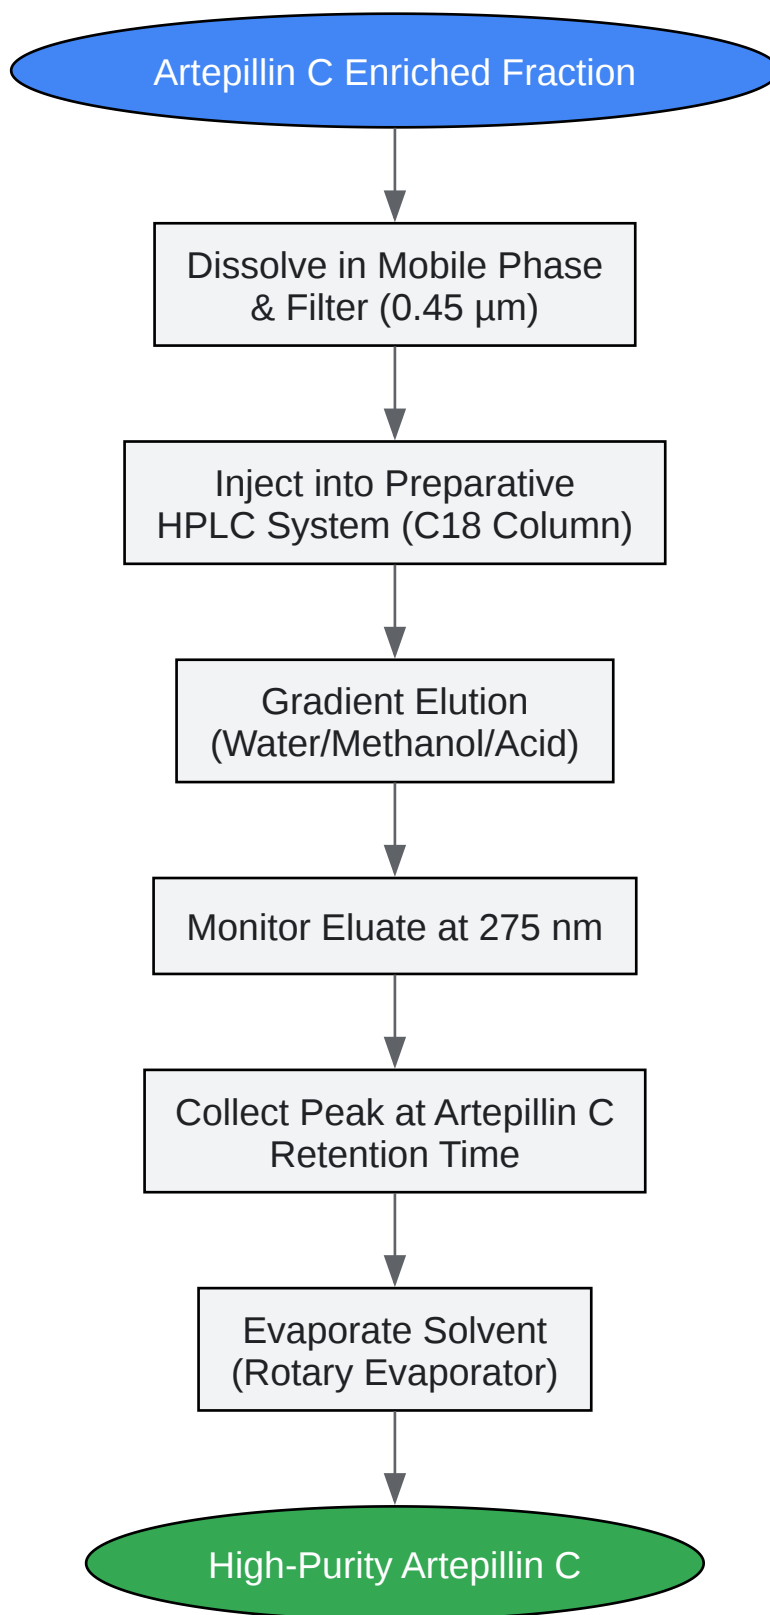 Artepillin C Enriched Fraction
Dissolve in Mobile Phase
& Filter (0.45 µm)
Inject into Preparative
HPLC System (C18 Column)
Gradient Elution
(Water/Methanol/Acid)
Monitor Eluate at 275 nm
Collect Peak at Artepillin C
Retention Time
Evaporate Solvent
(Rotary Evaporator)
High-Purity Artepillin C